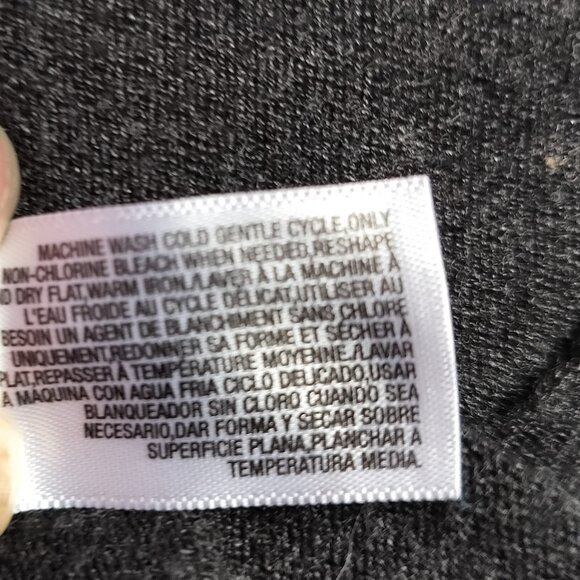 MACHINE WASH COLD GENTLE CYCLE,ONLY
NON-CHLORINE BLEACH WHEN NEEDED,RESHAPE
D DRY FLAT,WARM IRON./LAVER À LA MACHINE À
L'EAU FROIDE AU CYCLE DÉLICAT,UTILISER AU
BESOIN UN AGENT DE BLANCHIMENT SANS CHLORE
UNIQUEMENT,REDONNER SA FORME ET SÉCHER À
PLAT,REPASSER À TEMPÉRATURE MOYENNE./LAVAR
A MAQUINA CON AGUA FRIA CICLO DELICADO,USAR
BLANQUEADOR SIN CLORO CUANDO SEA
NECESARIO,DAR FORMA Y SECAR SOBRE
SUPERFICIE PLANA,PLANCHAR A
TEMPERATURA MEDIA.